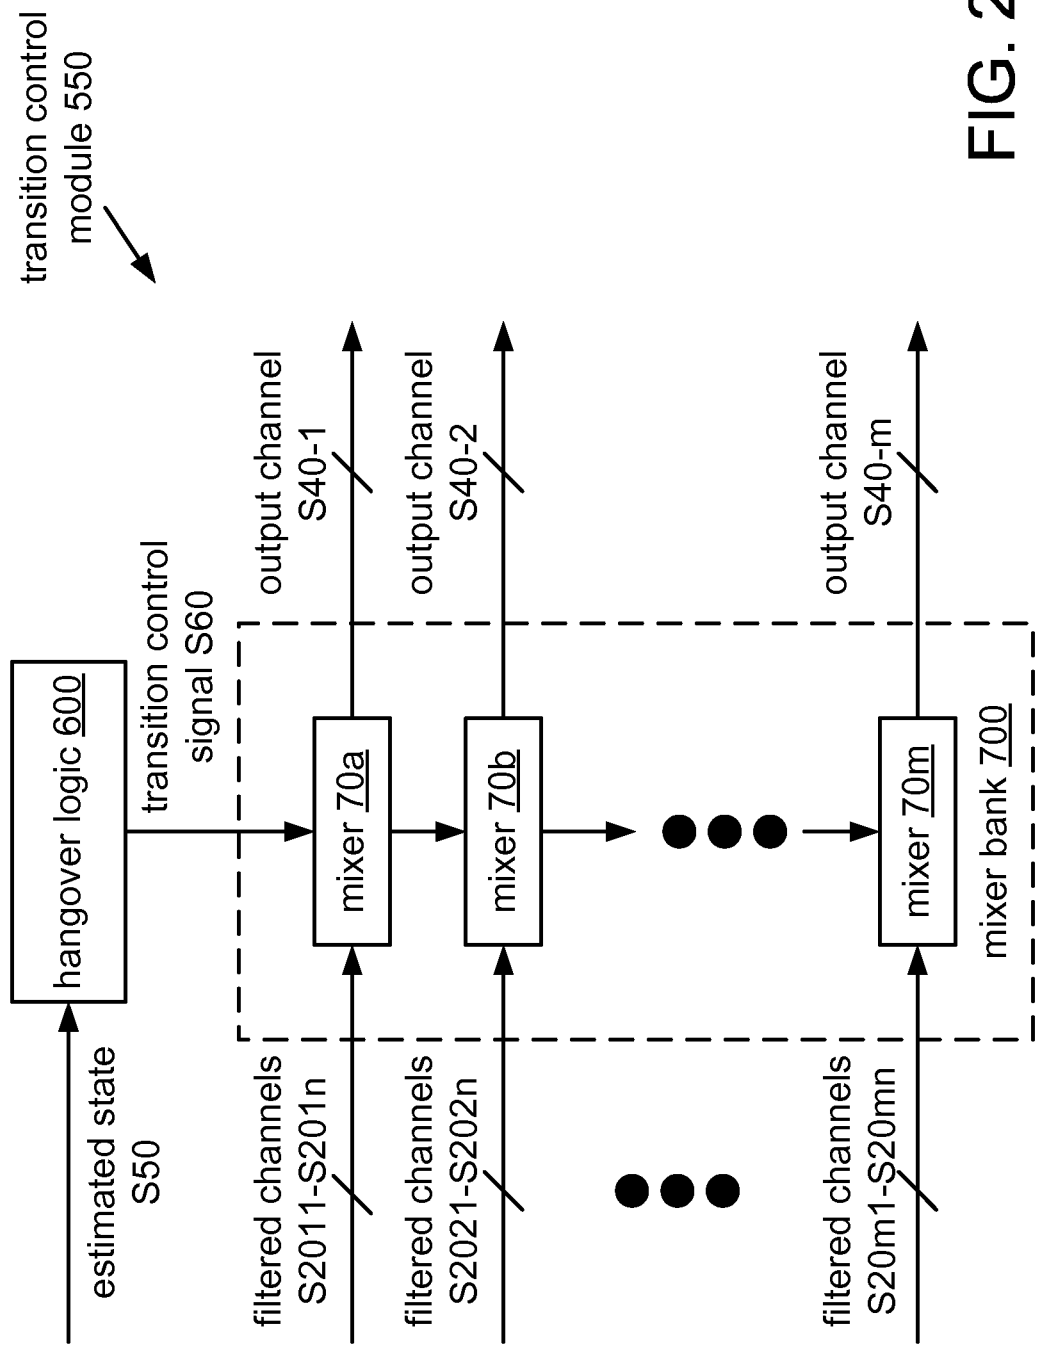 transition control
module 550
hangover logic 600
estimated state
S50
transition control
signal S60
filtered channels
S2011-S201n
mixer 70a
output channel
S40-1
filtered channels
S2021-S202n
mixer 70b
output channel
S40-2
filtered channels
S20m1-S20mn
mixer 70m
output channel
S40-m
mixer bank 700
FIG. 2